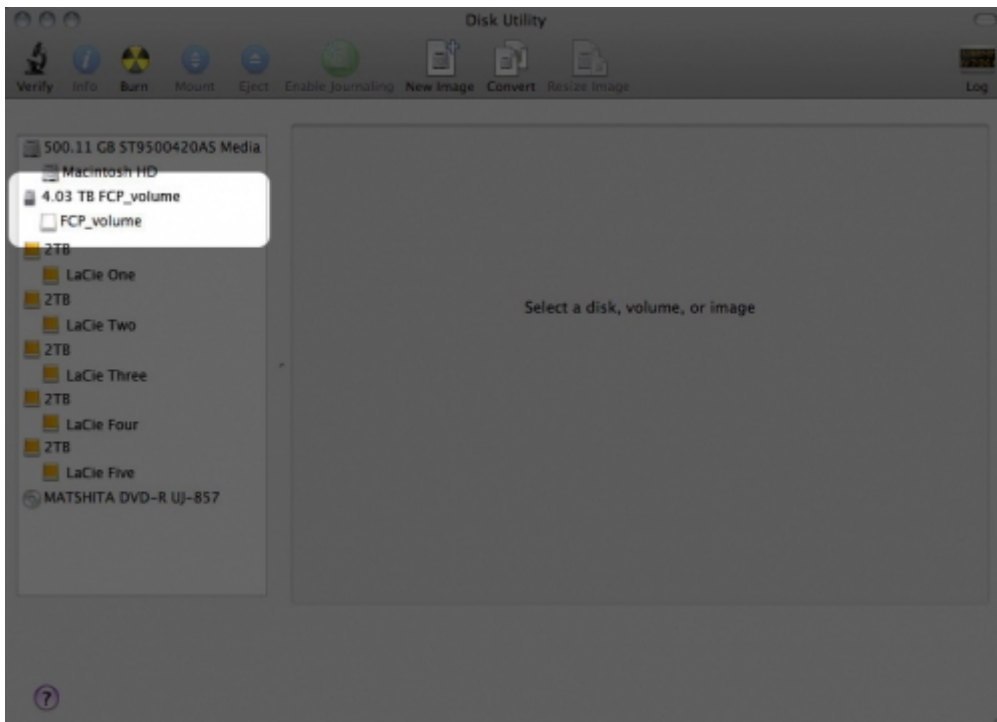 Disk Utility
Verify Info Burn Mount Eject Enable Journaling New Image Convert Resize Image Log
500.11 GB ST9500420AS Media
Macintosh HD
4.03 TB FCP_volume
FCP_volume
2TB
LaCie One
2TB
LaCie Two
2TB
LaCie Three
2TB
LaCie Four
2TB
LaCie Five
MATSHITA DVD-R UJ-857
Select a disk, volume, or image
?